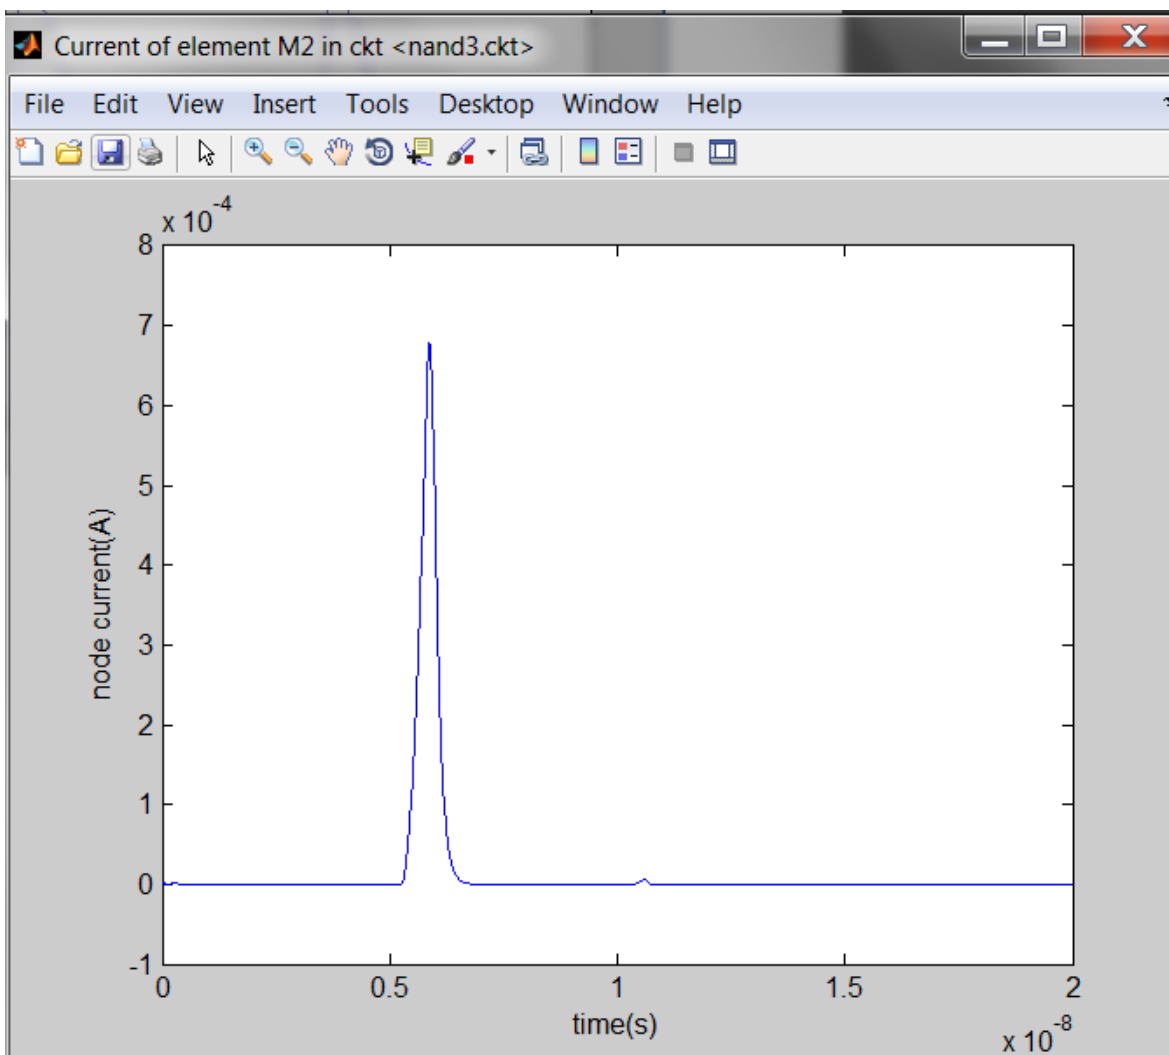 Current of element M2 in ckt <nand3.ckt>
File Edit View Insert Tools Desktop Window Help
x 10^-4
8
7
6
5
4
3
2
1
0
-1
node current(A)
0 0.5 1 1.5 2
time(s)
x 10^-8